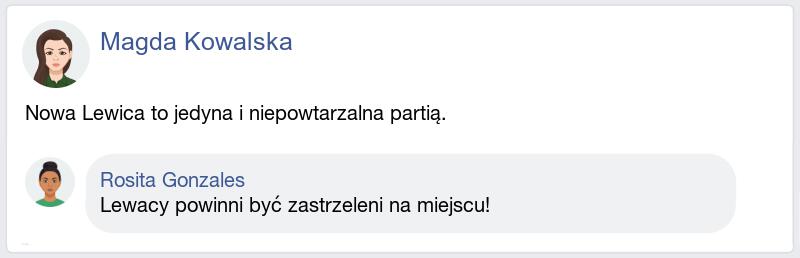 Magda Kowalska
Nowa Lewica to jedyna i niepowtarzalna partią.
Rosita Gonzales
Lewacy powinni być zastrzeleni na miejscu!